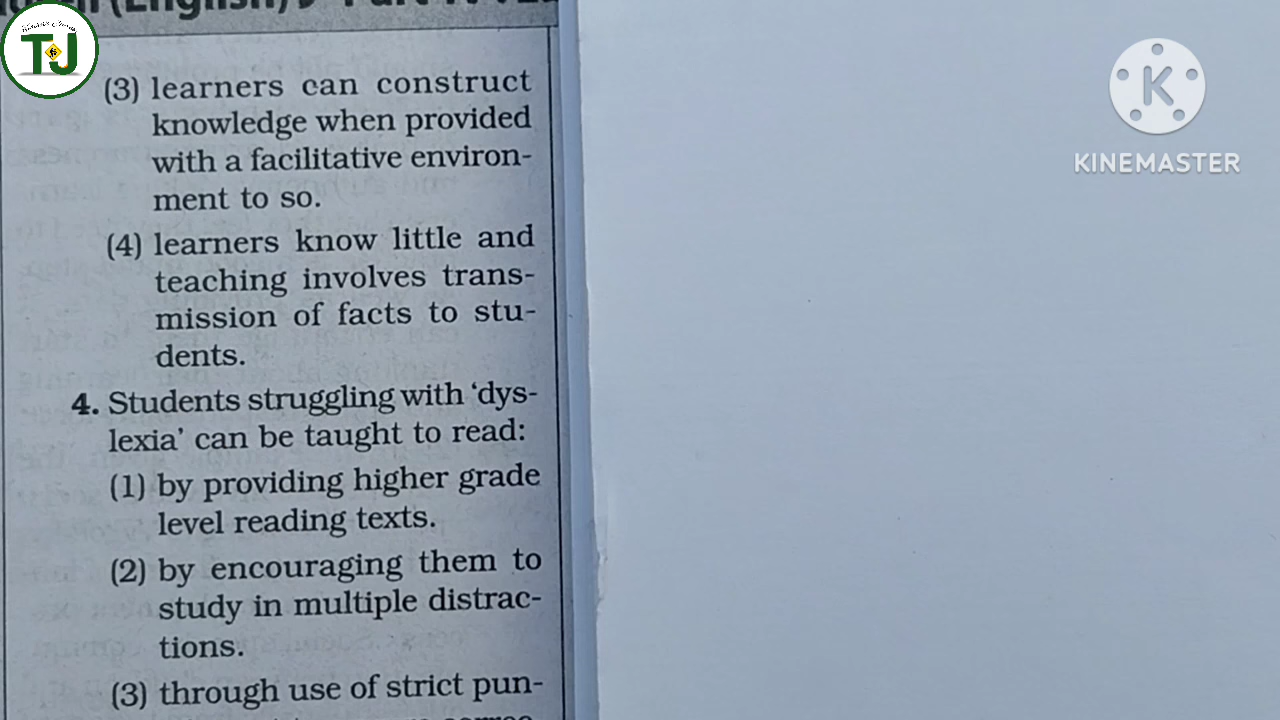 (English)
TJ
(3) learners can construct
knowledge when provided
with a facilitative environ-
ment to so.
(4) learners know little and
teaching involves trans-
mission of facts to stu-
dents.
4. Students struggling with ‘dys-
lexia’ can be taught to read:
(1) by providing higher grade
level reading texts.
(2) by encouraging them to
study in multiple distrac-
tions.
(3) through use of strict pun-
K
KINEMASTER